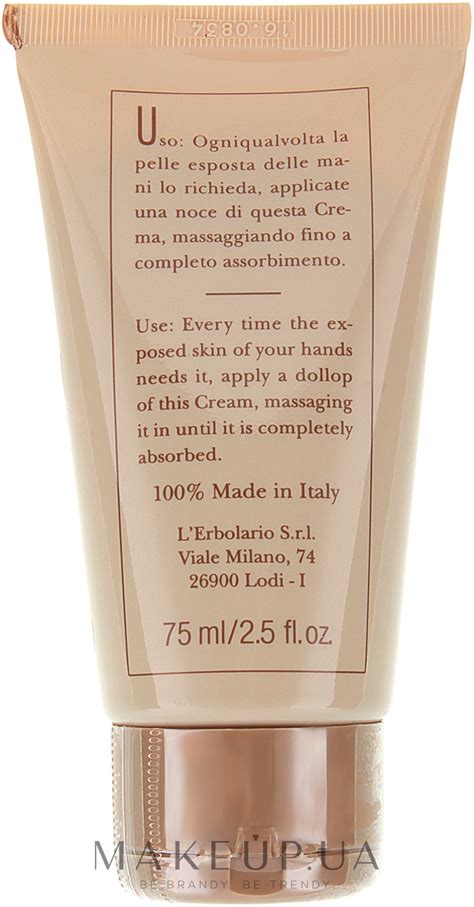 16.0834
Uso: Ogniqualvolta la
pelle esposta delle ma-
ni lo richieda, applicate
una noce di questa Cre-
ma, massaggiando fino a
completo assorbimento.
Use: Every time the ex-
posed skin of your hands
needs it, apply a dollop
of this Cream, massaging
it in until it is completely
absorbed.
100% Made in Italy
L'Erbolario S.r.l.
Viale Milano, 74
26900 Lodi - I
75 ml/2.5 fl.oz.
MAKEUP.UA
BE BRANDY BE TRENDY